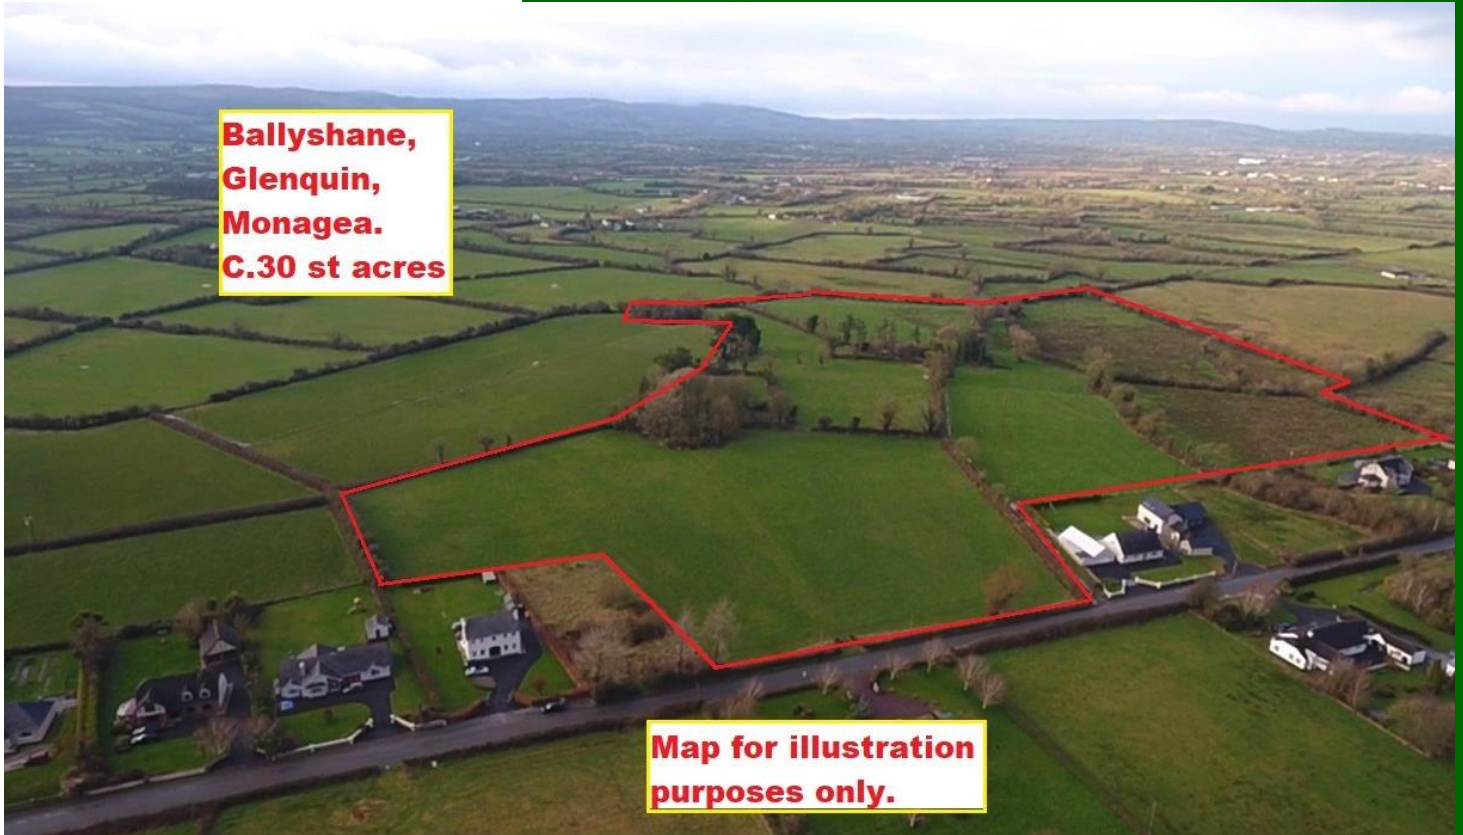 Ballyshane,
Glenquin,
Monagea.
C.30 st acres
Map for illustration
purposes only.